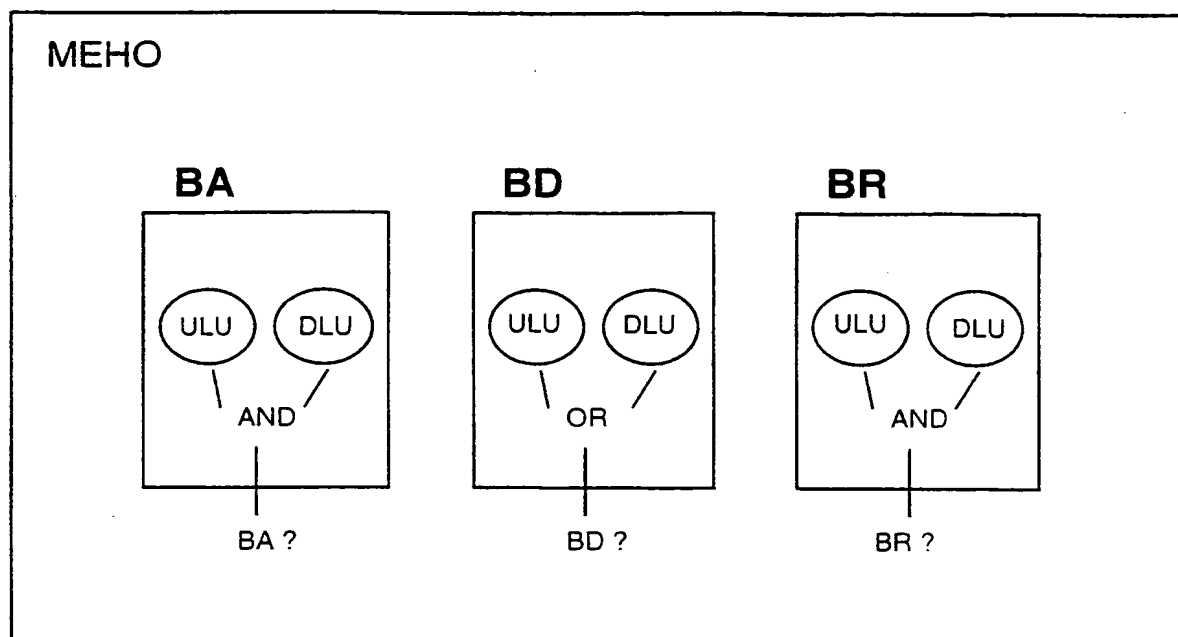 MEHO
BA BD BR
ULU DLU ULU DLU ULU DLU
AND OR AND
BA ? BD ? BR ?